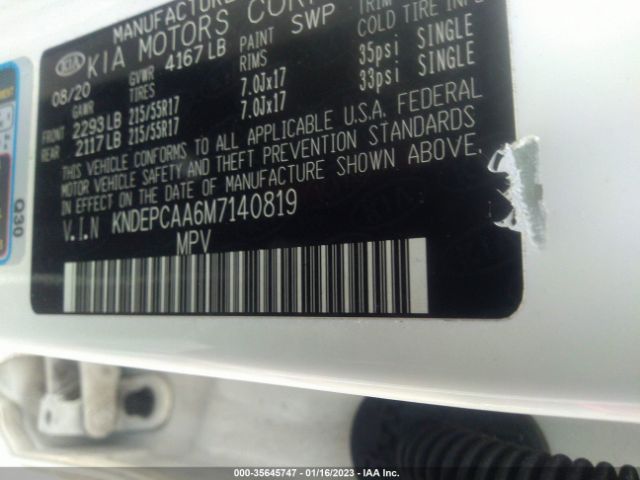 MANUFACTURE
KIA KIA MOTORS COR
08/20 GVWR 4167 LB PAINT SWP TRIM
COLD TIRE INF
GAWR TIRES RIMS
FRONT 2293 LB 215/55R17 7.0Jx17 35psi SINGLE
REAR 2117 LB 215/55R17 7.0Jx17 33psi SINGLE
THIS VEHICLE CONFORMS TO ALL APPLICABLE U.S.A. FEDERAL
MOTOR VEHICLE SAFETY AND THEFT PREVENTION STANDARDS
IN EFFECT ON THE DATE OF MANUFACTURE SHOWN ABOVE.
V.I.N KNDEPCAA6M7140819
MPV
Q30
000-35645747 - 01/16/2023 - IAA Inc.